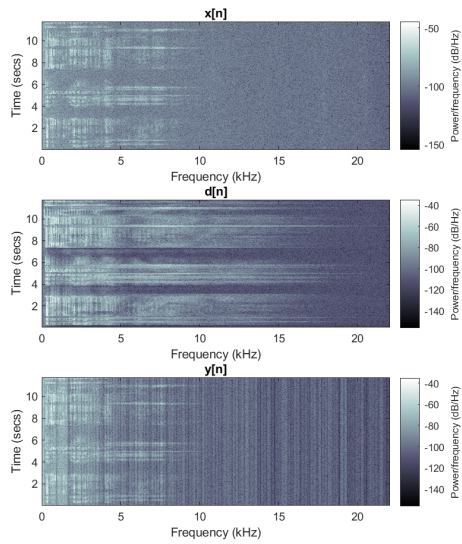 x[n]
Time (secs)
10
8
6
4
2
0 5 10 15 20
Frequency (kHz)
-50
-100
-150
Power/frequency (dB/Hz)
d[n]
Time (secs)
10
8
6
4
2
0 5 10 15 20
Frequency (kHz)
-40
-60
-80
-100
-120
-140
Power/frequency (dB/Hz)
y[n]
Time (secs)
10
8
6
4
2
0 5 10 15 20
Frequency (kHz)
-40
-60
-80
-100
-120
-140
Power/frequency (dB/Hz)